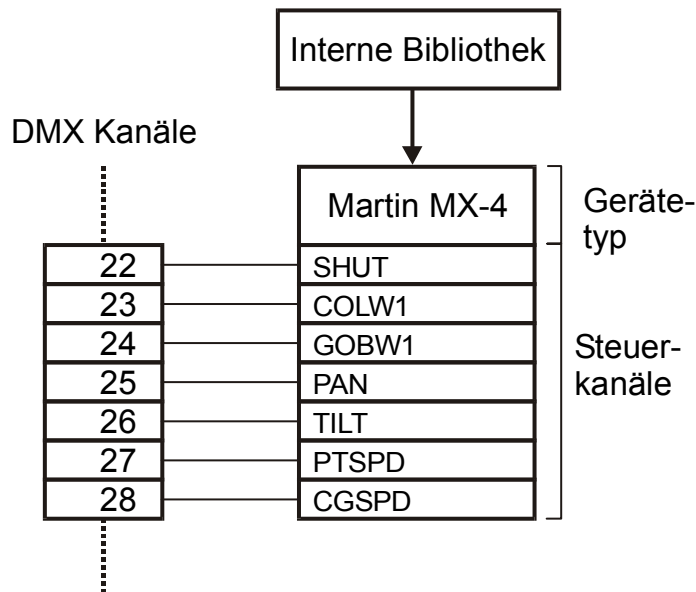 Interne Bibliothek
DMX Kanäle
Martin MX-4
Geräte-
typ
22 SHUT
23 COLW1
24 GOBW1
25 PAN
26 TILT
27 PTSPD
28 CGSPD
Steuer-
kanäle